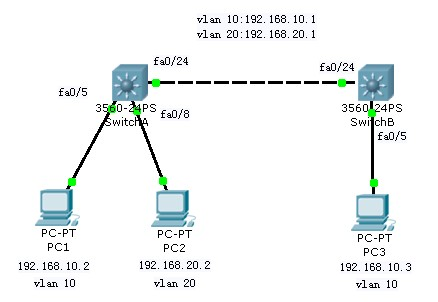 vlan 10:192.168.10.1
vlan 20:192.168.20.1
fa0/24
fa0/24
fa0/5
3560-24PS
SwitchA
fa0/8
3560-24PS
SwitchB
fa0/5
PC-PT
PC1
192.168.10.2
vlan 10
PC-PT
PC2
192.168.20.2
vlan 20
PC-PT
PC3
192.168.10.3
vlan 10